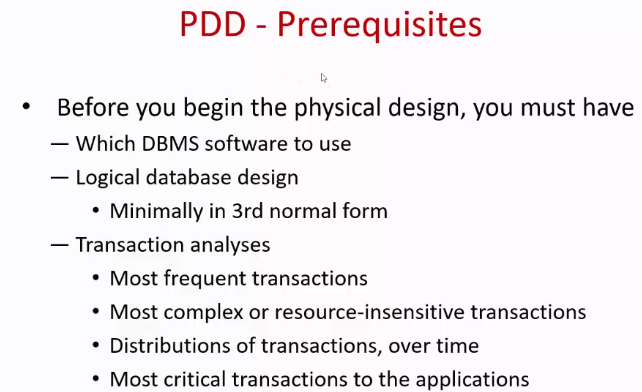 PDD - Prerequisites
• Before you begin the physical design, you must have
— Which DBMS software to use
— Logical database design
• Minimally in 3rd normal form
— Transaction analyses
• Most frequent transactions
• Most complex or resource-insensitive transactions
• Distributions of transactions, over time
• Most critical transactions to the applications